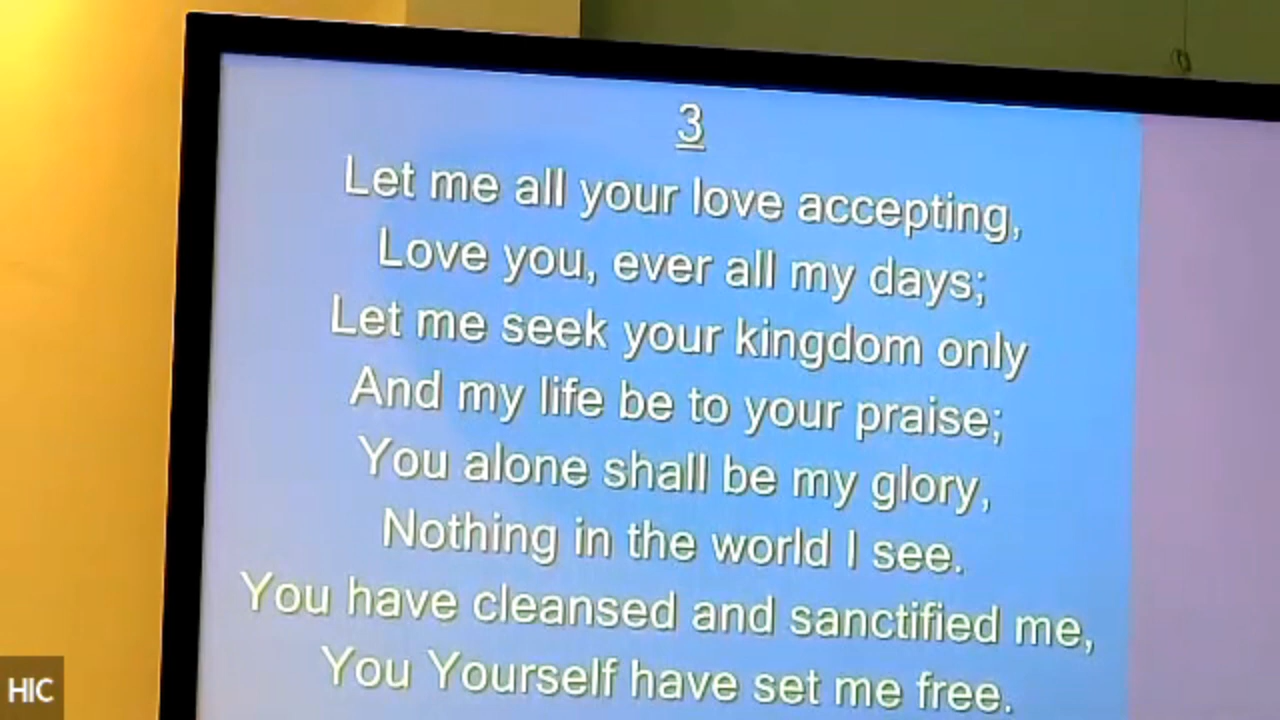 3
Let me all your love accepting,
Love you, ever all my days;
Let me seek your kingdom only
And my life be to your praise;
You alone shall be my glory,
Nothing in the world I see.
You have cleansed and sanctified me,
You Yourself have set me free.
HIC